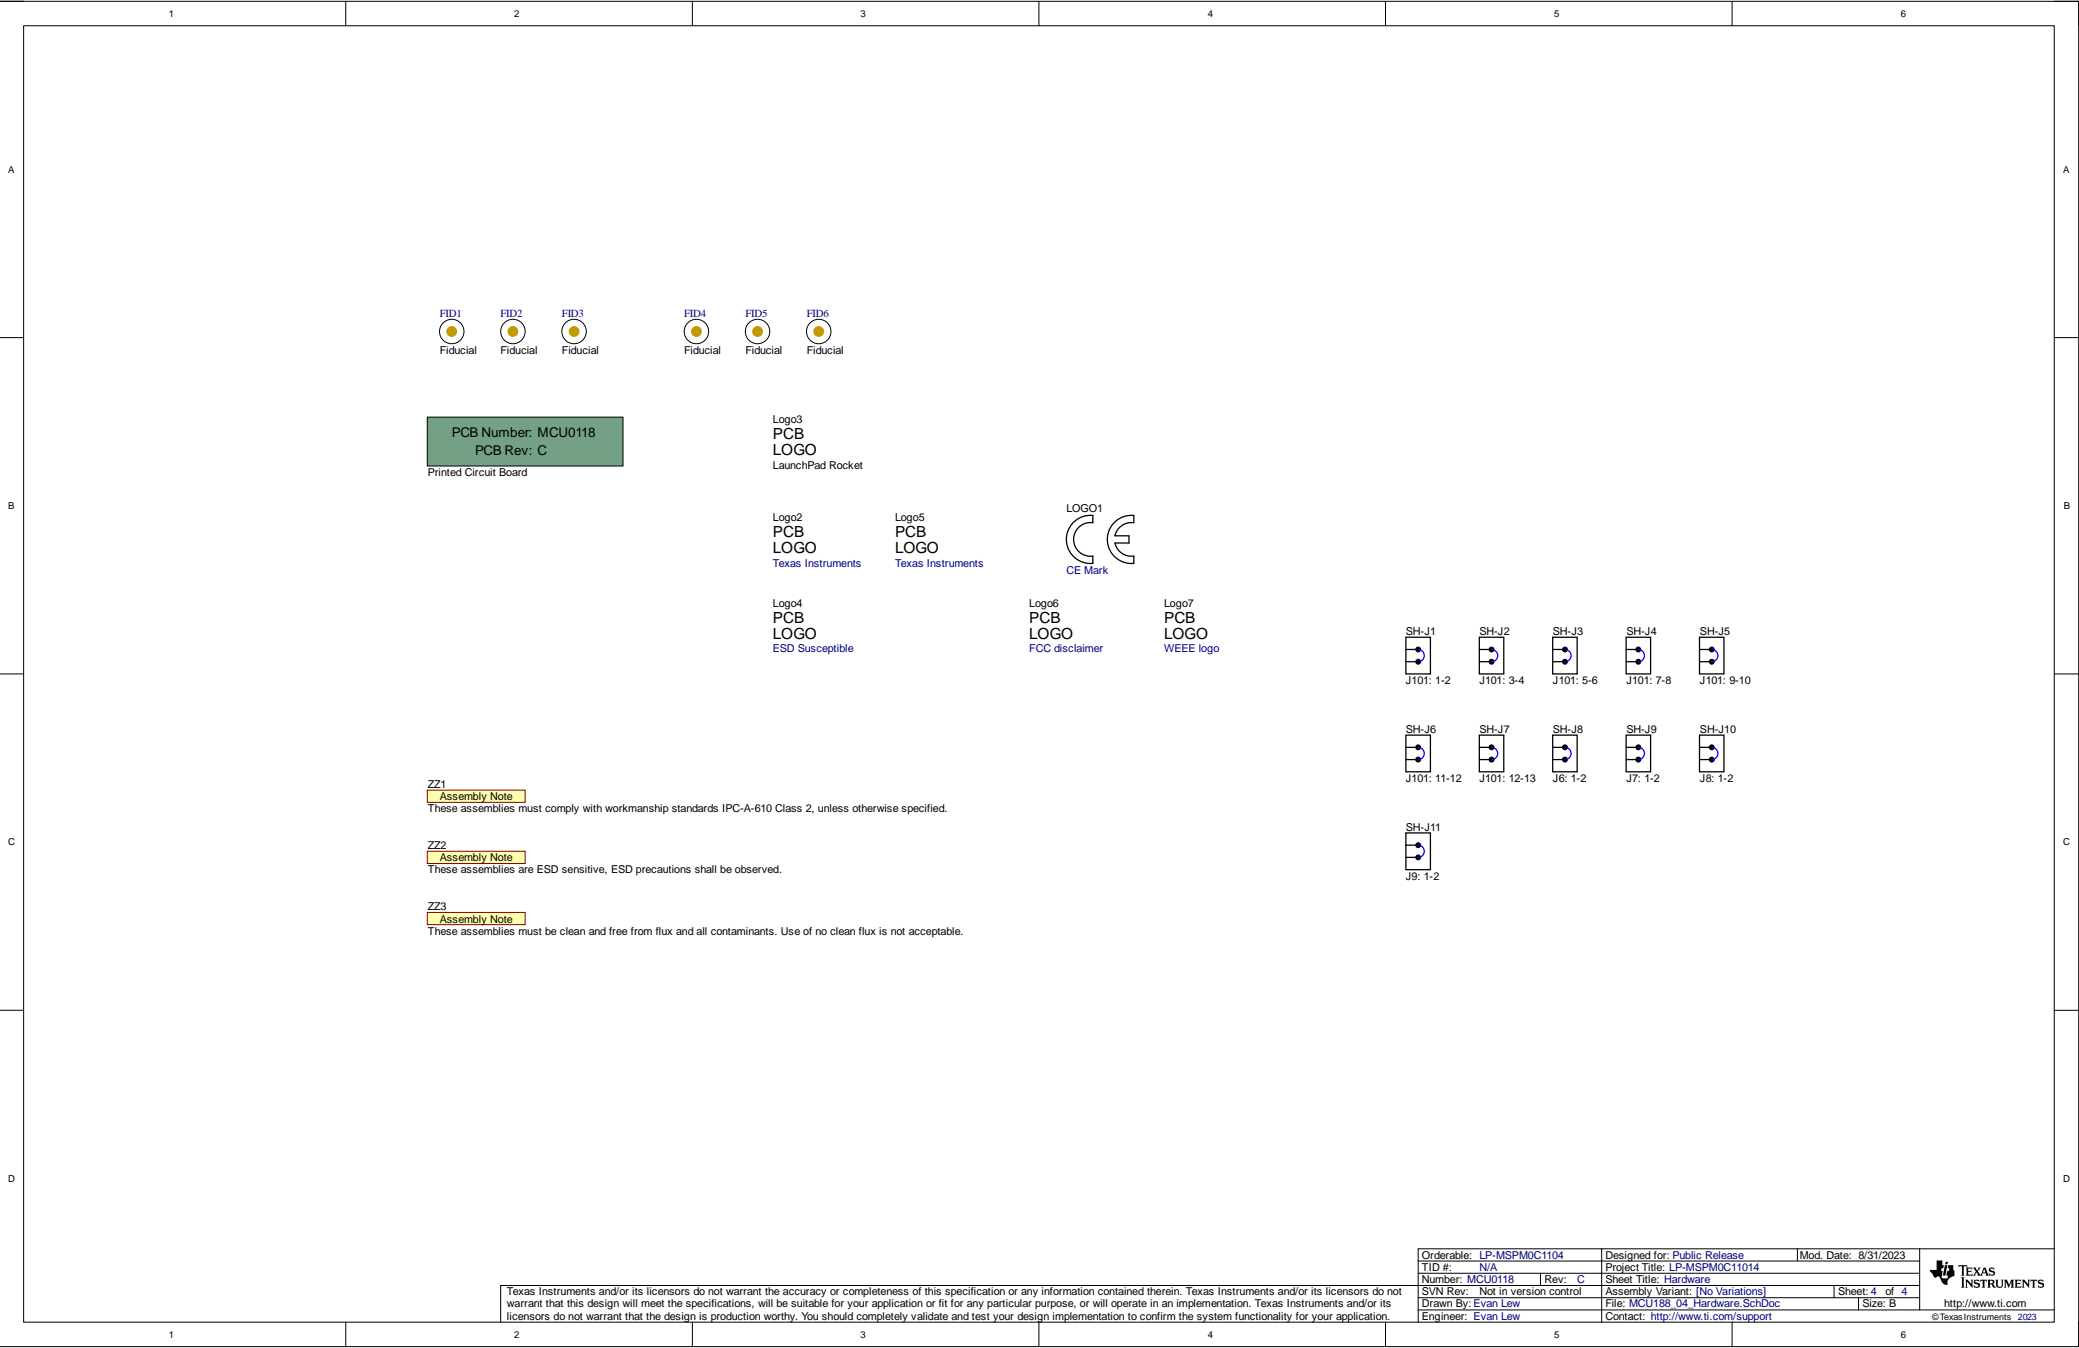 1 2 3 4 5 6
A A
FID1 FID2 FID3 FID4 FID5 FID6
Fiducial Fiducial Fiducial Fiducial Fiducial Fiducial
PCB Number: MCU0118
PCB Rev: C
Printed Circuit Board
Logo3
PCB
LOGO
LaunchPad Rocket
B B
Logo2 Logo5 LOGO1
PCB PCB
LOGO LOGO
Texas Instruments Texas Instruments CE Mark
Logo4 Logo6 Logo7
PCB PCB PCB
LOGO LOGO LOGO
ESD Susceptible FCC disclaimer WEEE logo
SH-J1 SH-J2 SH-J3 SH-J4 SH-J5
J101: 1-2 J101: 3-4 J101: 5-6 J101: 7-8 J101: 9-10
SH-J6 SH-J7 SH-J8 SH-J9 SH-J10
J101: 11-12 J101: 12-13 J6: 1-2 J7: 1-2 J8: 1-2
SH-J11
J9: 1-2
ZZ1
Assembly Note
These assemblies must comply with workmanship standards IPC-A-610 Class 2, unless otherwise specified.
C C
ZZ2
Assembly Note
These assemblies are ESD sensitive, ESD precautions shall be observed.
ZZ3
Assembly Note
These assemblies must be clean and free from flux and all contaminants. Use of no clean flux is not acceptable.
D D
Texas Instruments and/or its licensors do not warrant the accuracy or completeness of this specification or any information contained therein. Texas Instruments and/or its licensors do not
warrant that this design will meet the specifications, will be suitable for your application or fit for any particular purpose, or will operate in an implementation. Texas Instruments and/or its
licensors do not warrant that the design is production worthy. You should completely validate and test your design implementation to confirm the system functionality for your application.
Orderable: LP-MSPM0C1104 Designed for: Public Release Mod. Date: 8/31/2023
TID #: N/A Project Title: LP-MSPM0C11014
Number: MCU0118 Rev: C Sheet Title: Hardware
SVN Rev: Not in version control Assembly Variant: [No Variations] Sheet: 4 of 4
Drawn By: Evan Lew File: MCU188_04_Hardware.SchDoc Size: B
Engineer: Evan Lew Contact: http://www.ti.com/support
TEXAS
INSTRUMENTS
http://www.ti.com
© Texas Instruments 2023
1 2 3 4 5 6